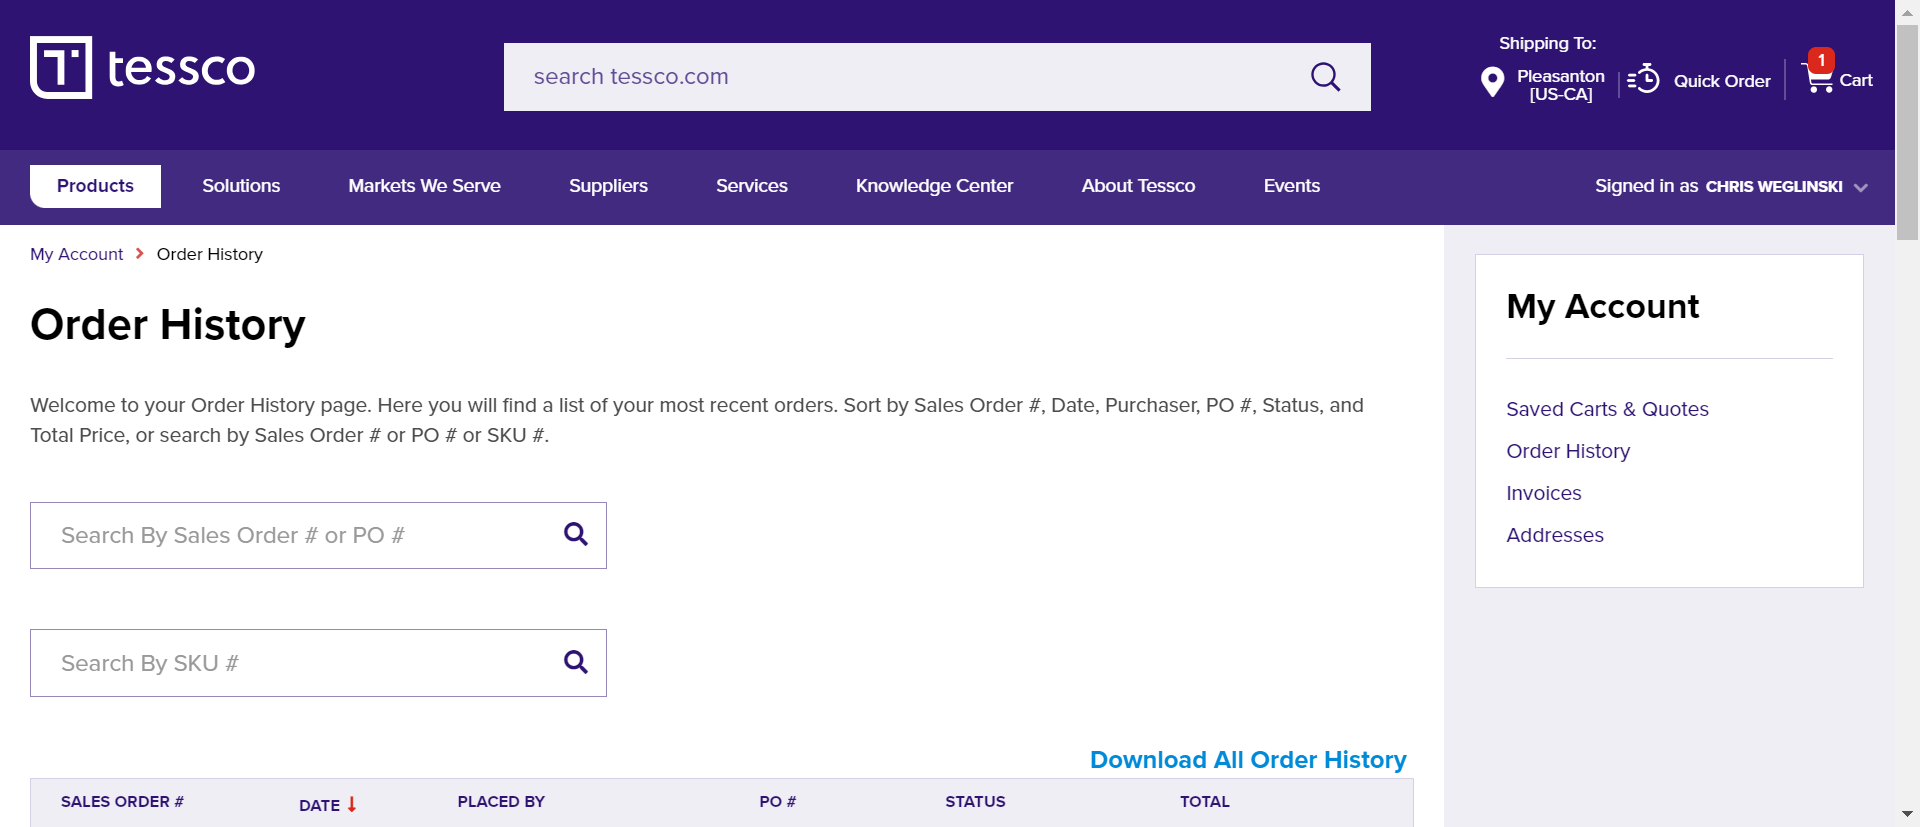 tessco
search tessco.com
Shipping To:
Pleasanton
[US-CA]
Quick Order
1
Cart
Products
Solutions
Markets We Serve
Suppliers
Services
Knowledge Center
About Tessco
Events
Signed in as CHRIS WEGLINSKI
My Account
Order History
Order History
Welcome to your Order History page. Here you will find a list of your most recent orders. Sort by Sales Order #, Date, Purchaser, PO #, Status, and
Total Price, or search by Sales Order # or PO # or SKU #.
Search By Sales Order # or PO #
Search By SKU #
Download All Order History
SALES ORDER #
DATE
PLACED BY
PO #
STATUS
TOTAL
My Account
Saved Carts & Quotes
Order History
Invoices
Addresses